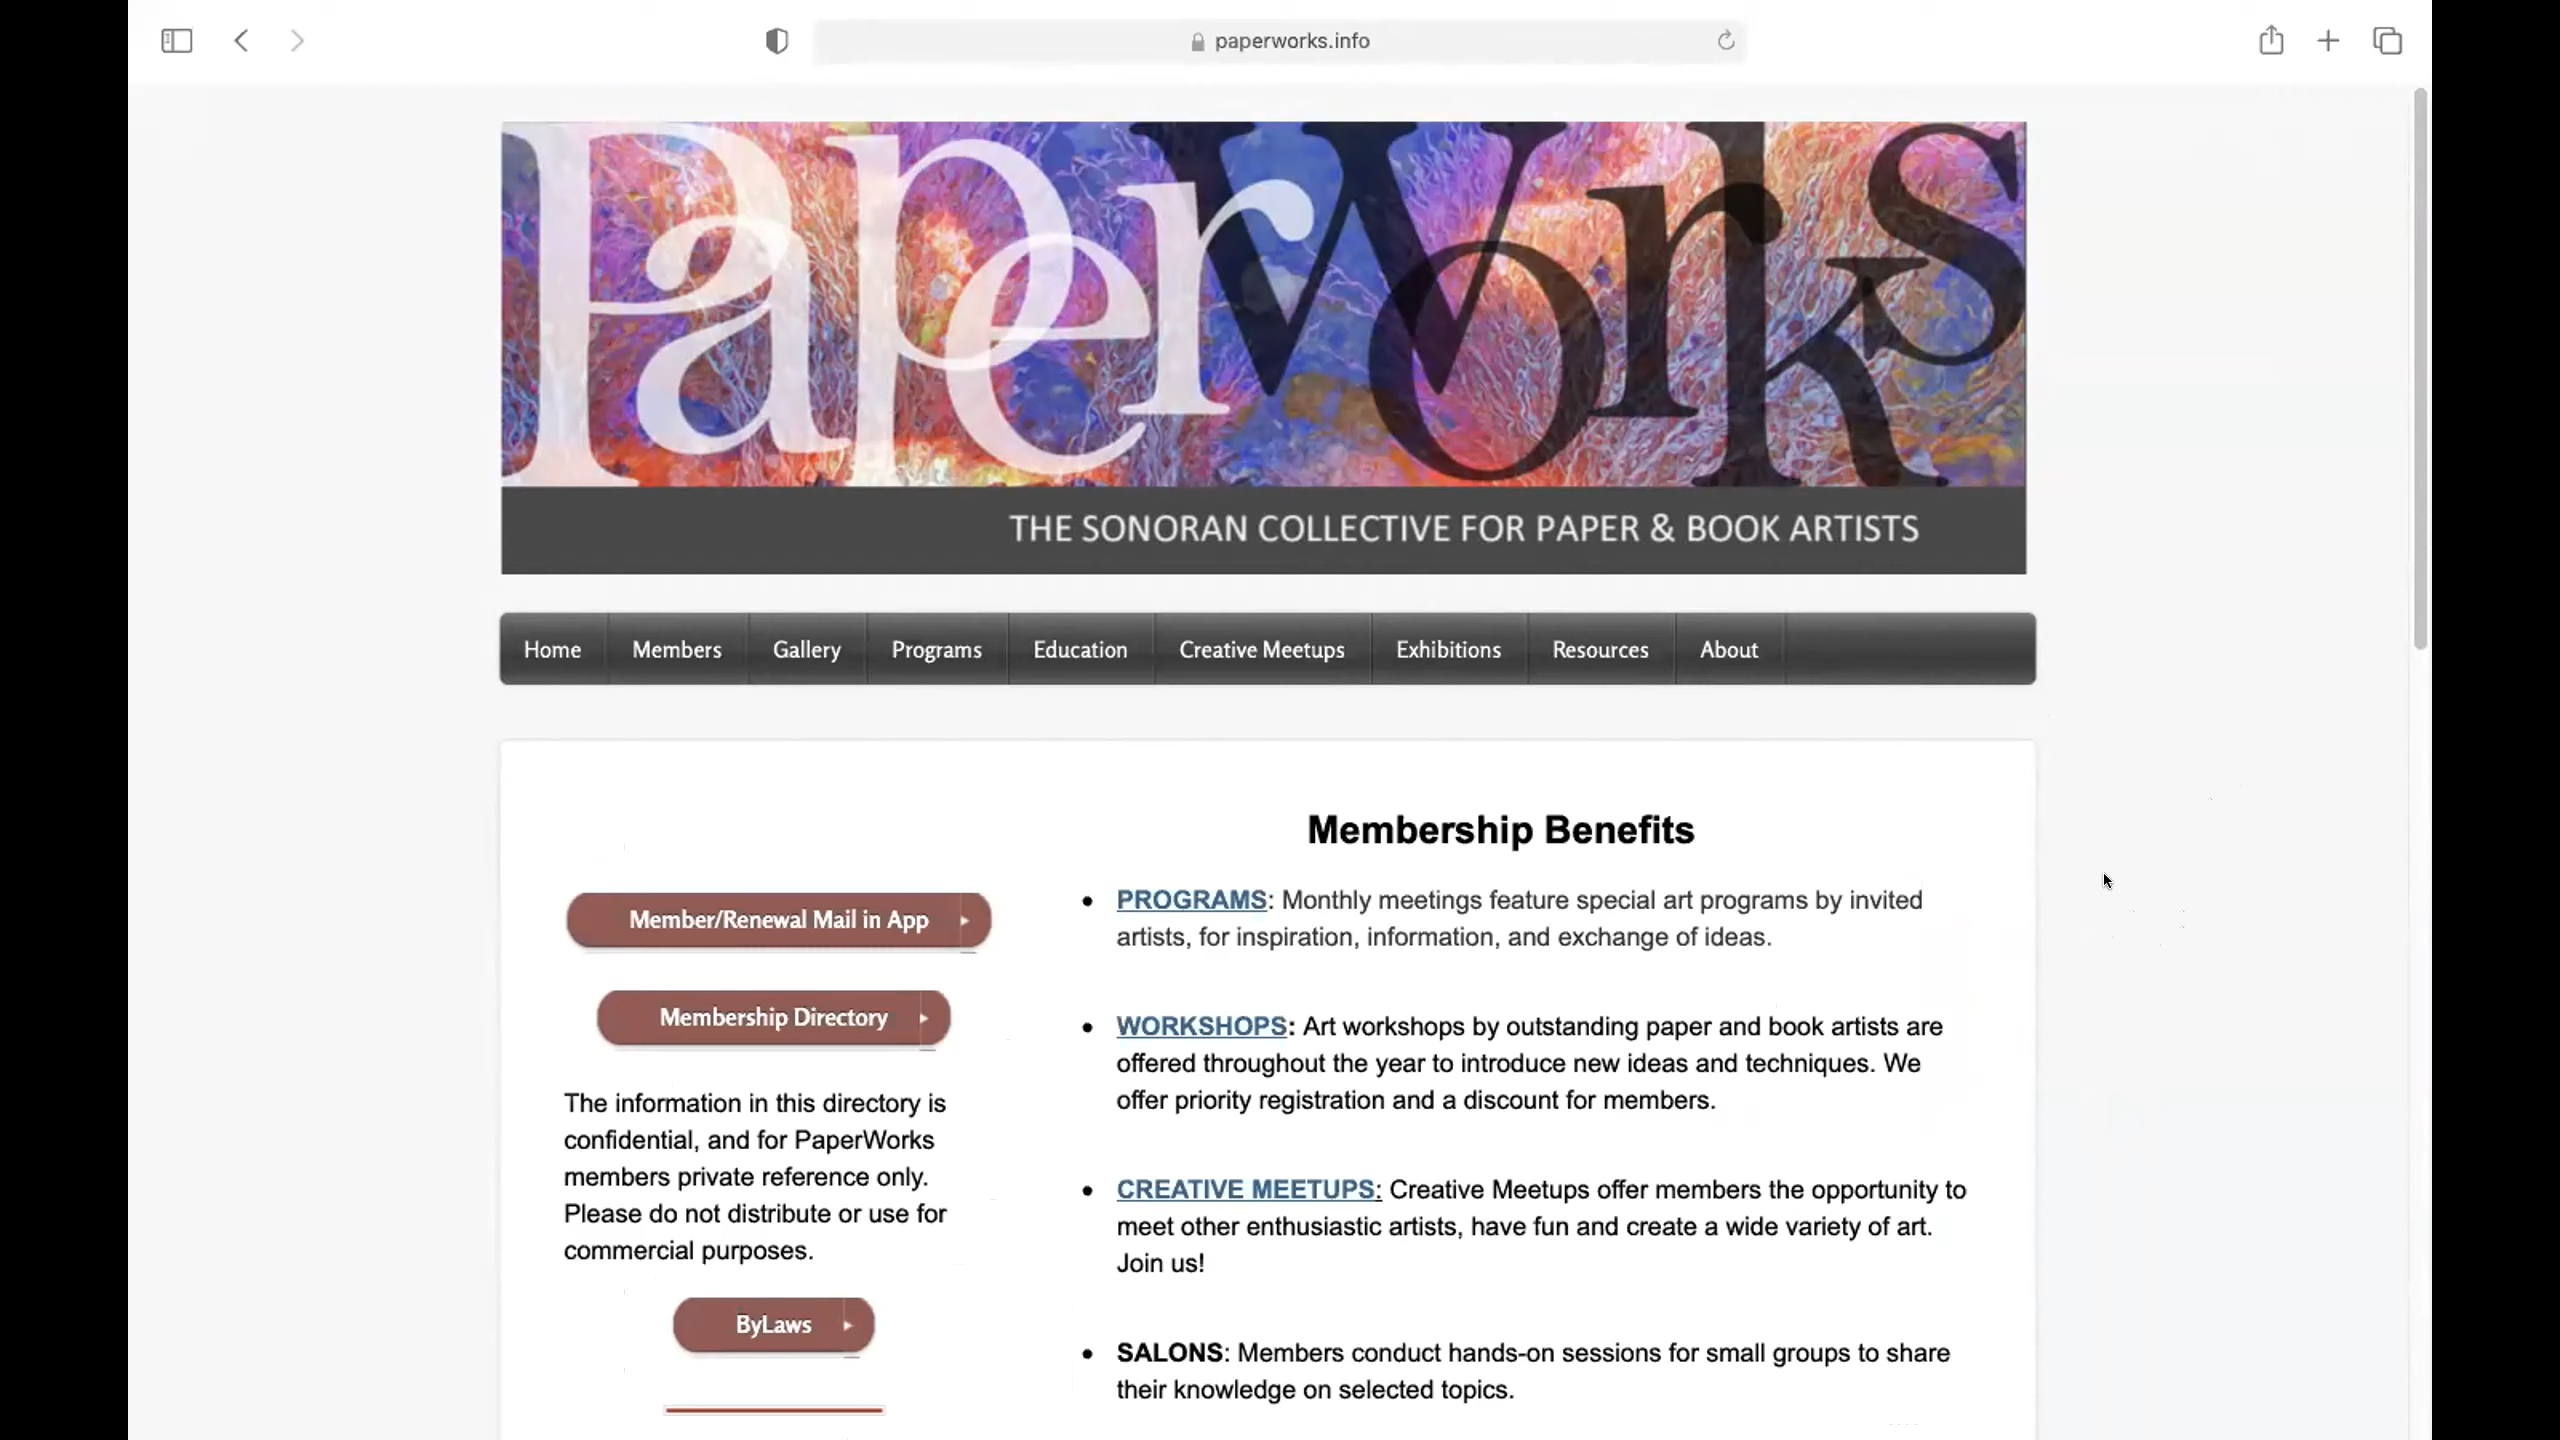 paperworks.info
PaperWorks
THE SONORAN COLLECTIVE FOR PAPER & BOOK ARTISTS
Home Members Gallery Programs Education Creative Meetups Exhibitions Resources About
Member/Renewal Mail in App
Membership Directory
The information in this directory is
confidential, and for PaperWorks
members private reference only.
Please do not distribute or use for
commercial purposes.
ByLaws
Membership Benefits
• PROGRAMS: Monthly meetings feature special art programs by invited
artists, for inspiration, information, and exchange of ideas.
• WORKSHOPS: Art workshops by outstanding paper and book artists are
offered throughout the year to introduce new ideas and techniques. We
offer priority registration and a discount for members.
• CREATIVE MEETUPS: Creative Meetups offer members the opportunity to
meet other enthusiastic artists, have fun and create a wide variety of art.
Join us!
• SALONS: Members conduct hands-on sessions for small groups to share
their knowledge on selected topics.